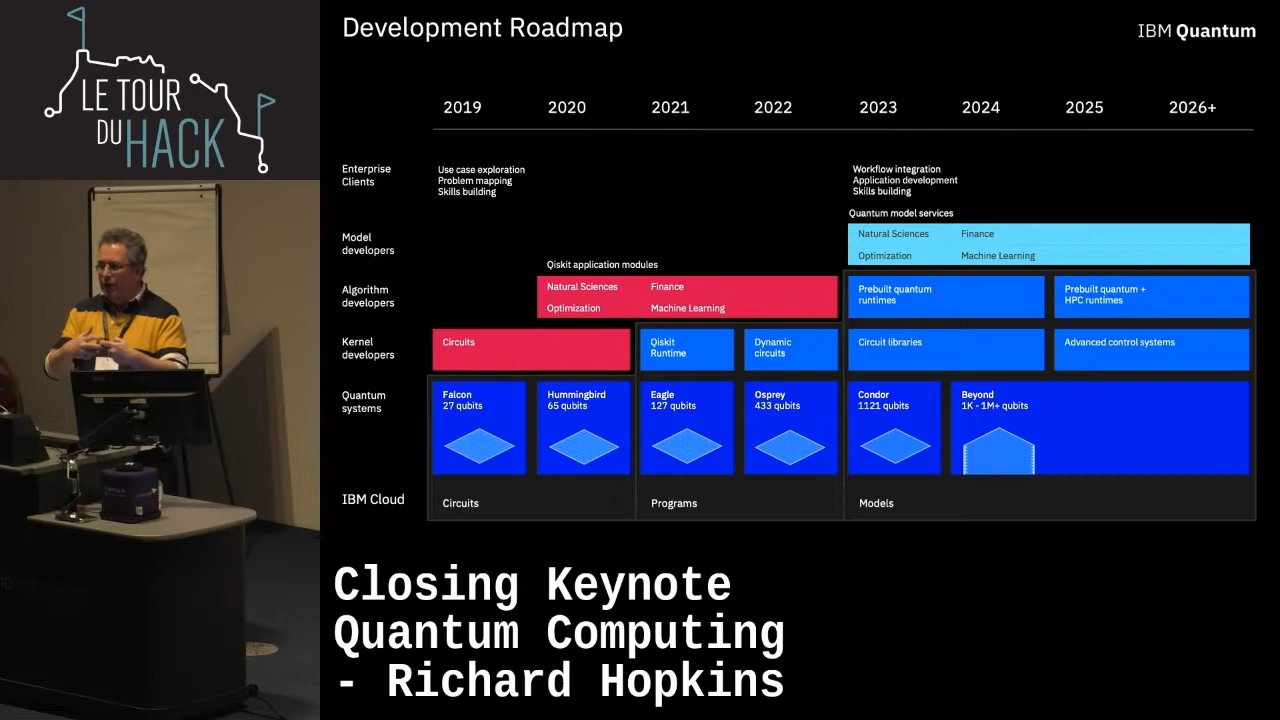 LE TOUR
DU HACK
Development Roadmap
IBM Quantum
2019 2020 2021 2022 2023 2024 2025 2026+
Enterprise
Clients
Use case exploration
Problem mapping
Skills building
Workflow integration
Application development
Skills building
Model
developers
Quantum model services
Natural Sciences Finance
Optimization Machine Learning
Algorithm
developers
Qiskit application modules
Natural Sciences Finance
Optimization Machine Learning
Prebuilt quantum
runtimes
Prebuilt quantum +
HPC runtimes
Kernel
developers
Circuits
Qiskit
Runtime
Dynamic
circuits
Circuit libraries
Advanced control systems
Quantum
systems
Falcon
27 qubits
Hummingbird
65 qubits
Eagle
127 qubits
Osprey
433 qubits
Condor
1121 qubits
Beyond
1K - 1M+ qubits
IBM Cloud
Circuits
Programs
Models
Closing Keynote
Quantum Computing
- Richard Hopkins